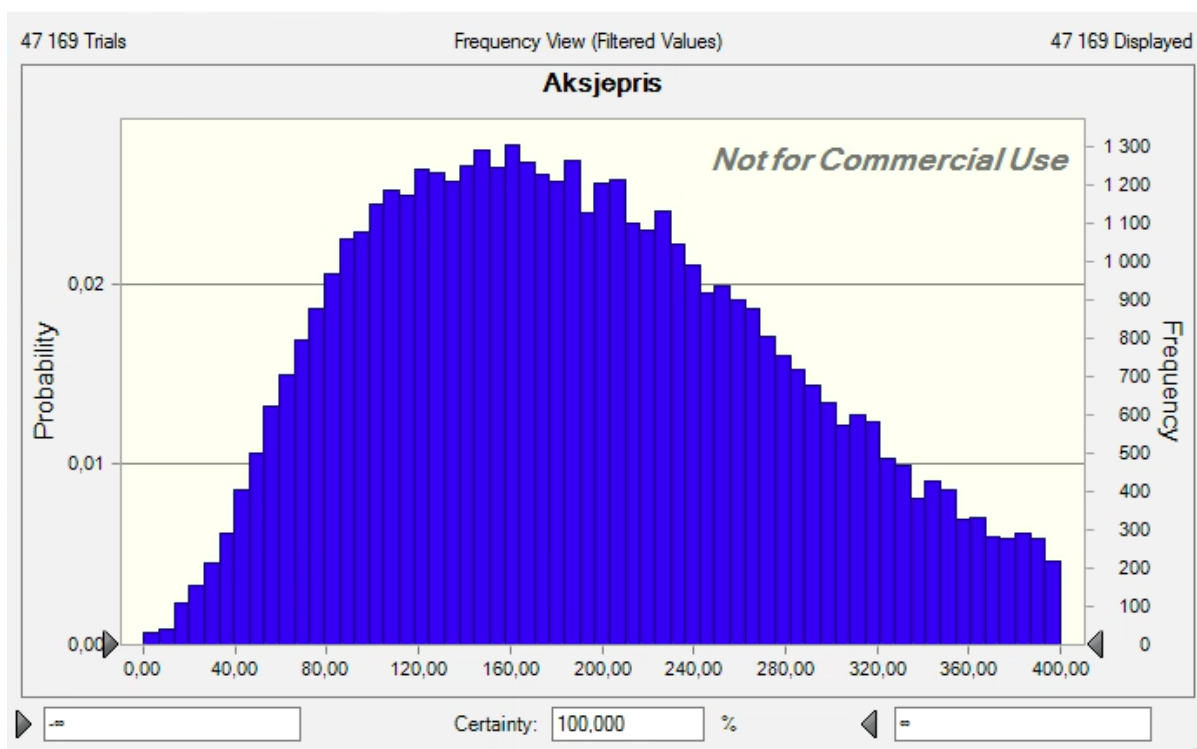 47 169 Trials Frequency View (Filtered Values) 47 169 Displayed
Aksjepris
Not for Commercial Use
Probability
0,02
0,01
0,00
1 300
1 200
1 100
1 000
900
800
700
600
500
400
300
200
100
0
Frequency
0,00 40,00 80,00 120,00 160,00 200,00 240,00 280,00 320,00 360,00 400,00
-∞ Certainty: 100,000 % ∞